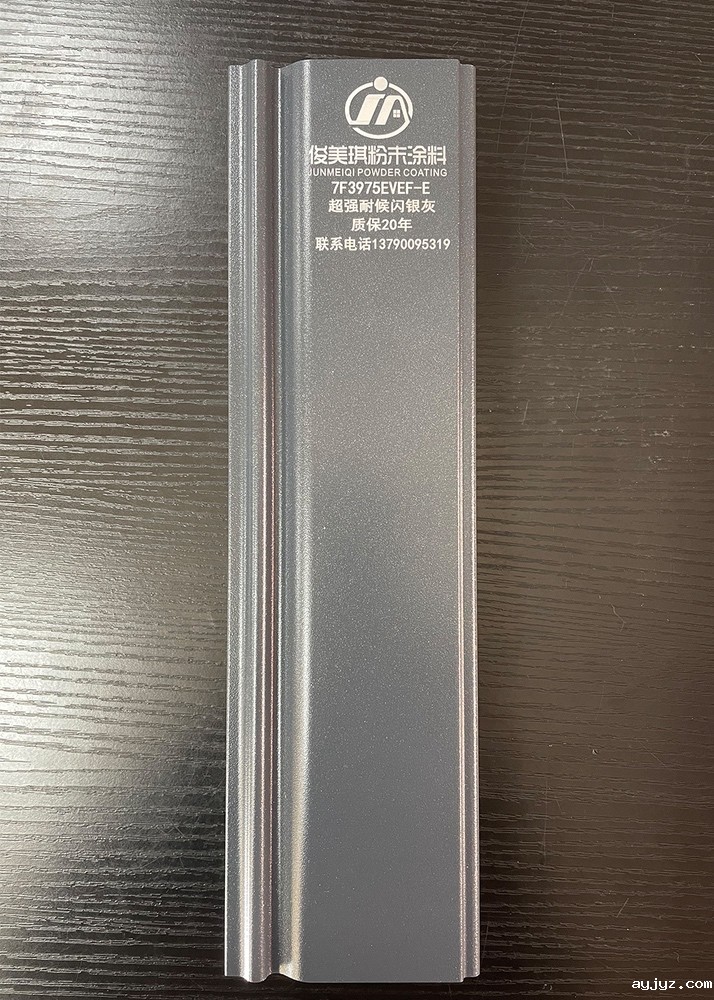 俊美琪粉末涂料
JUNMEIQI POWDER COATING
7F3975EVEF-E
超强耐候闪银灰
质保20年
联系电话13790095319
ayjyz.com